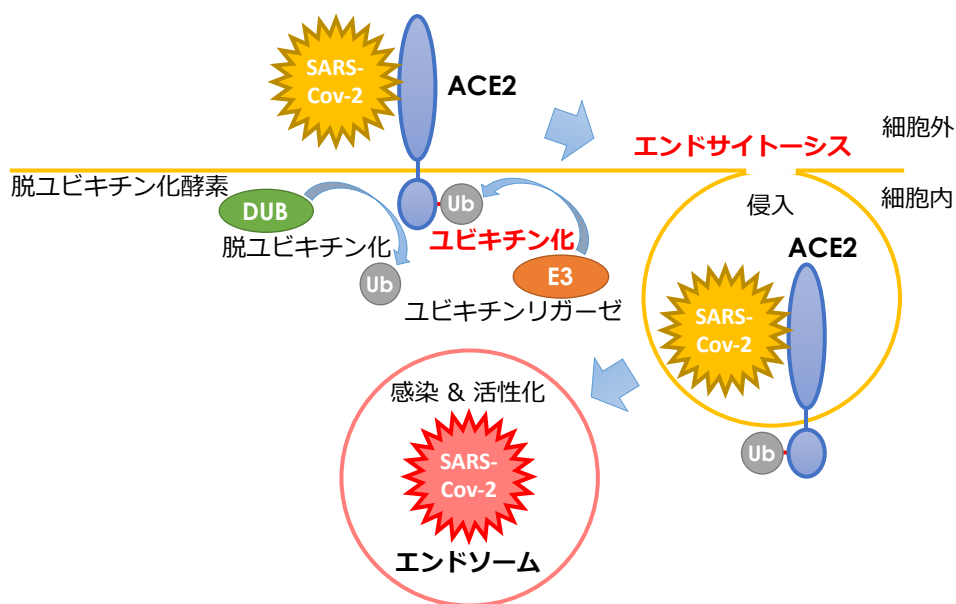 SARS-
Cov-2
ACE2
細胞外
エンドサイトーシス
脱ユビキチン化酵素
細胞内
DUB
Ub
侵入
脱ユビキチン化
ユビキチン化
ACE2
Ub
E3
ユビキチンリガーゼ
SARS-
Cov-2
感染 & 活性化
Ub
SARS-
Cov-2
エンドソーム